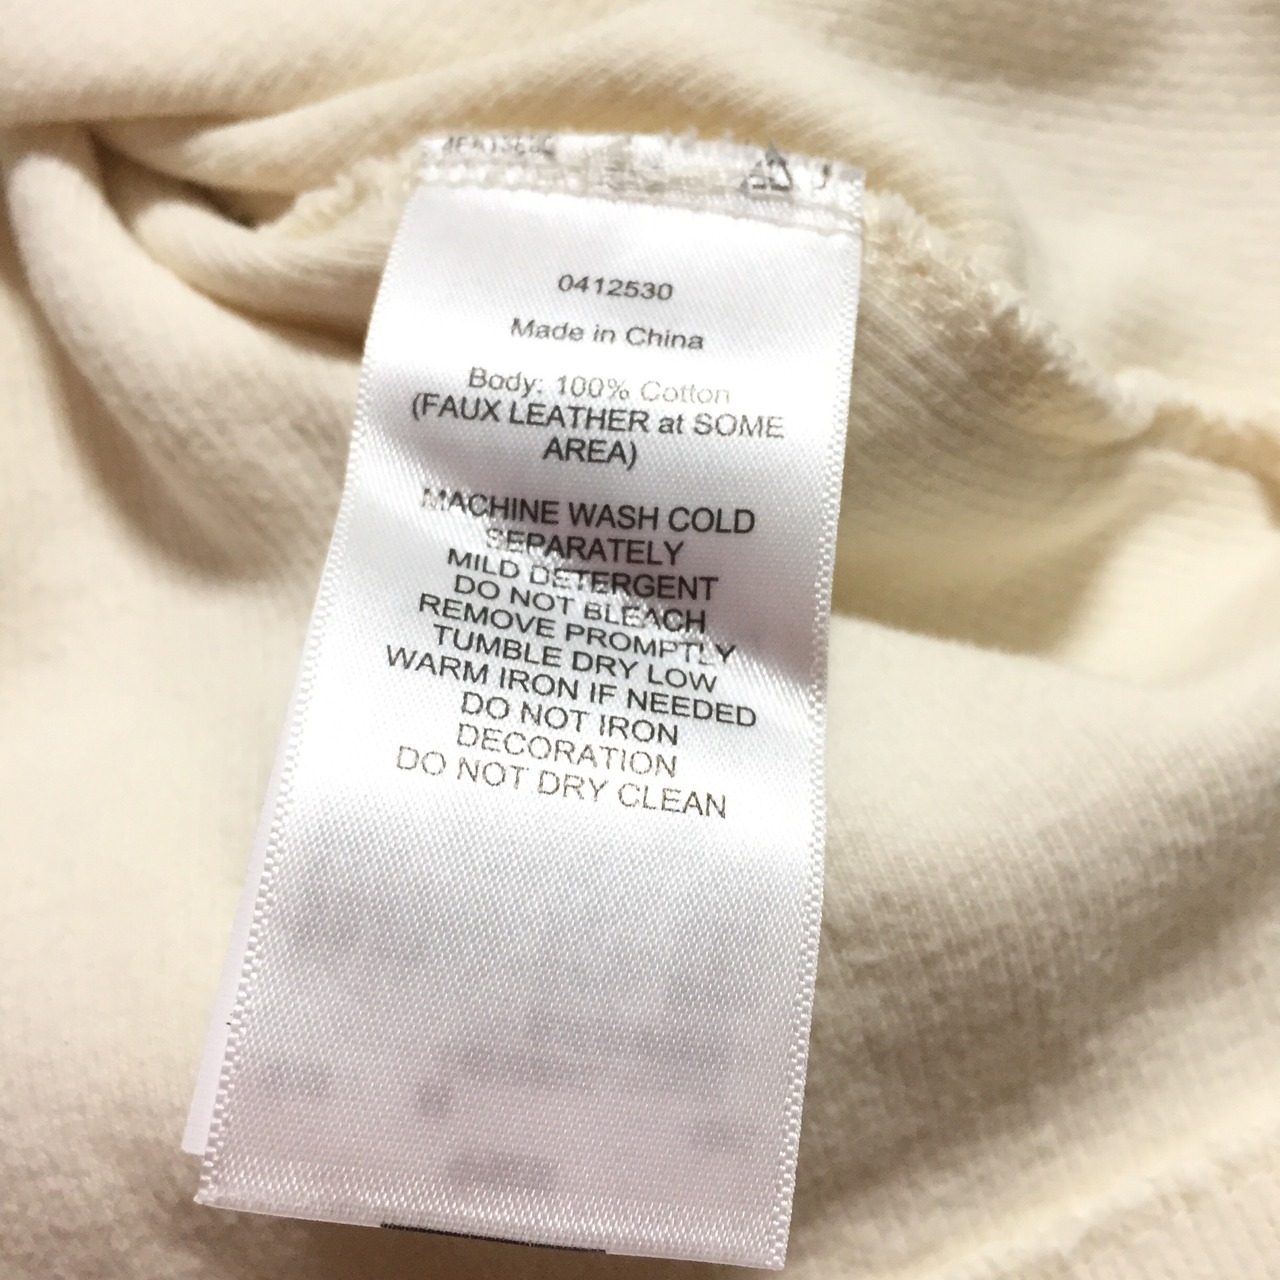 0412530
Made in China
Body: 100% Cotton
(FAUX LEATHER at SOME
AREA)
MACHINE WASH COLD
SEPARATELY
MILD DETERGENT
DO NOT BLEACH
REMOVE PROMPTLY
TUMBLE DRY LOW
WARM IRON IF NEEDED
DO NOT IRON
DECORATION
DO NOT DRY CLEAN